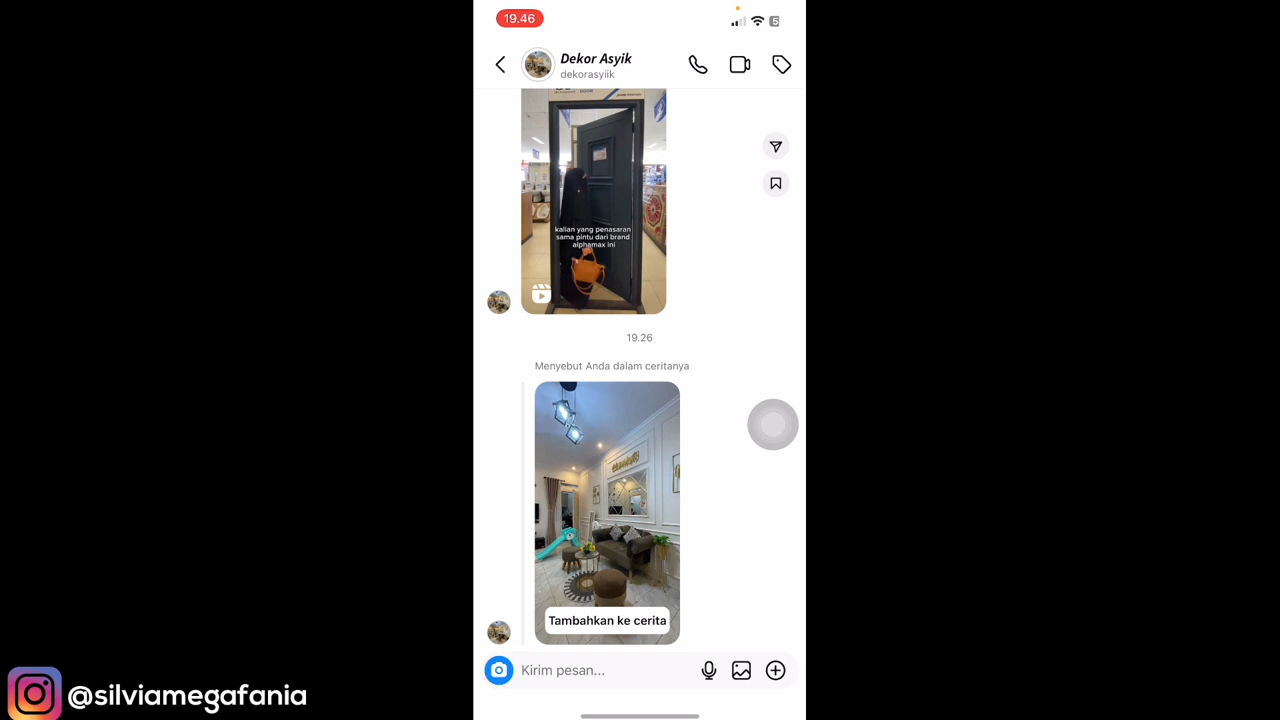 19.46
5
Dekor Asyik
dekorasyiik
kalian yang penasaran
sama pintu dari brand
alphamax ini
19.26
Menyebut Anda dalam ceritanya
Tambahkan ke cerita
Kirim pesan...
@silviamegafania